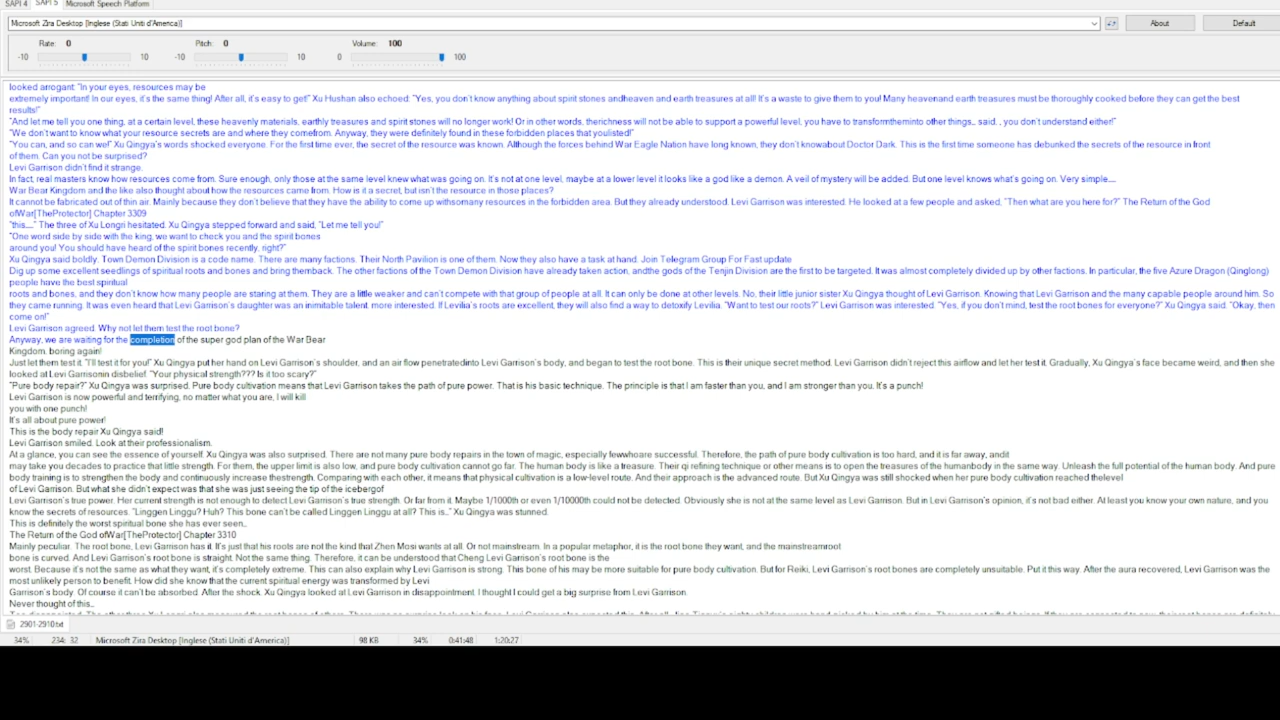 SAPI 4 SAPI 5 Microsoft Speech Platform
Microsoft Zira Desktop [Inglese (Stati Uniti d'America)] About Default
Rate: 0 Pitch: 0 Volume: 100
-10 10 -10 10 0 100
looked arrogant: "In your eyes, resources may be
extremely important! In our eyes, it's the same thing! After all, it's easy to get!" Xu Hushan also echoed: "Yes, you don't know anything about spirit stones andheaven and earth treasures at all! It's a waste to give them to you! Many heavenand earth treasures must be thoroughly cooked before they can get the best
results!"
"And let me tell you one thing, at a certain level, these heavenly materials, earthly treasures and spirit stones will no longer work! Or in other words, therichness will not be able to support a powerful level, you have to transformtheminto other things,. said, , you don't understand either!"
"We don't want to know what your resource secrets are and where they comefrom. Anyway, they were definitely found in these forbidden places that youlisted!"
"You can, and so can we!" Xu Qingya's words shocked everyone. For the first time ever, the secret of the resource was known. Although the forces behind War Eagle Nation have long known, they don't knowabout Doctor Dark. This is the first time someone has debunked the secrets of the resource in front
of them. Can you not be surprised?
Levi Garrison didn't find it strange.
In fact, real masters know how resources come from. Sure enough, only those at the same level knew what was going on. It's not at one level, maybe at a lower level it looks like a god like a demon. A veil of mystery will be added. But one level knows what's going on. Very simple.....
War Bear Kingdom and the like also thought about how the resources came from. How is it a secret, but isn't the resource in those places?
It cannot be fabricated out of thin air. Mainly because they don't believe that they have the ability to come up withsomany resources in the forbidden area. But they already understood. Levi Garrison was interested. He looked at a few people and asked, "Then what are you here for?" The Return of the God
ofWar[TheProtector] Chapter 3309
"this....." The three of Xu Longri hesitated. Xu Qingya stepped forward and said, "Let me tell you!"
"One word side by side with the king, we want to check you and the spirit bones
around you! You should have heard of the spirit bones recently, right?"
Xu Qingya said boldly. Town Demon Division is a code name. There are many factions. Their North Pavilion is one of them. Now they also have a task at hand. Join Telegram Group For Fast update
Dig up some excellent seedlings of spiritual roots and bones and bring themback. The other factions of the Town Demon Division have already taken action, andthe gods of the Tenjin Division are the first to be targeted. It was almost completely divided up by other factions. In particular, the five Azure Dragon (Qinglong)
people have the best spiritual
roots and bones, and they don't know how many people are staring at them. They are a little weaker and can't compete with that group of people at all. It can only be done at other levels. No, their little junior sister Xu Qingya thought of Levi Garrison. Knowing that Levi Garrison and the many capable people around him. So
they came running. It was even heard that Levi Garrison's daughter was an inimitable talent. more interested. If Levilia's roots are excellent, they will also find a way to detoxify Levilia. "Want to test our roots?" Levi Garrison was interested. "Yes, if you don't mind, test the root bones for everyone?" Xu Qingya said. "Okay, then
come on!"
Levi Garrison agreed. Why not let them test the root bone?
Anyway, we are waiting for the completion of the super god plan of the War Bear
Kingdom. boring again!
Just let them test it. "I'll test it for you!" Xu Qingya put her hand on Levi Garrison's shoulder, and an air flow penetratedinto Levi Garrison's body, and began to test the root bone. This is their unique secret method. Levi Garrison didn't reject this airflow and let her test it. Gradually, Xu Qingya's face became weird, and then she
looked at Levi Garrisonin disbelief. "Your physical strength??? Is it too scary?"
"Pure body repair?" Xu Qingya was surprised. Pure body cultivation means that Levi Garrison takes the path of pure power. That is his basic technique. The principle is that I am faster than you, and I am stronger than you. It's a punch!
Levi Garrison is now powerful and terrifying, no matter what you are, I will kill
you with one punch!
It's all about pure power!
This is the body repair Xu Qingya said!
Levi Garrison smiled. Look at their professionalism.
At a glance, you can see the essence of yourself. Xu Qingya was also surprised. There are not many pure body repairs in the town of magic, especially fewwhoare successful. Therefore, the path of pure body cultivation is too hard, and it is far away, andit
may take you decades to practice that little strength. For them, the upper limit is also low, and pure body cultivation cannot go far. The human body is like a treasure. Their qi refining technique or other means is to open the treasures of the humanbody in the same way. Unleash the full potential of the human body. And pure
body training is to strengthen the body and continuously increase thestrength. Comparing with each other, it means that physical cultivation is a low-level route. And their approach is the advanced route. But Xu Qingya was still shocked when her pure body cultivation reached thelevel
of Levi Garrison. But what she didn't expect was that she was just seeing the tip of the icebergof
Levi Garrison's true power. Her current strength is not enough to detect Levi Garrison's true strength. Or far from it. Maybe 1/1000th or even 1/10000th could not be detected. Obviously she is not at the same level as Levi Garrison. But in Levi Garrison's opinion, it's not bad either. At least you know your own nature, and you
know the secrets of resources. "Linggen Linggu? Huh? This bone can't be called Linggen Linggu at all? This is.." Xu Qingya was stunned.
This is definitely the worst spiritual bone she has ever seen..
The Return of the God ofWar[TheProtector] Chapter 3310
Mainly peculiar. The root bone, Levi Garrison has it. It's just that his roots are not the kind that Zhen Mosi wants at all. Or not mainstream. In a popular metaphor, it is the root bone they want, and the mainstreamroot
bone is curved. And Levi Garrison's root bone is straight. Not the same thing. Therefore, it can be understood that Cheng Levi Garrison's root bone is the
worst. Because it's not the same as what they want, it's completely extreme. This can also explain why Levi Garrison is strong. This bone of his may be more suitable for pure body cultivation. But for Reiki, Levi Garrison's root bones are completely unsuitable. Put it this way. After the aura recovered, Levi Garrison was the
most unlikely person to benefit. How did she know that the current spiritual energy was transformed by Levi
Garrison's body. Of course it can't be absorbed. After the shock. Xu Qingya looked at Levi Garrison in disappointment. I thought I could get a big surprise from Levi Garrison.
Never thought of this..
2901-2910.txt
34% 234: 32 Microsoft Zira Desktop [Inglese (Stati Uniti d'America)] 98 KB 34% 0:41:48 1:20:27